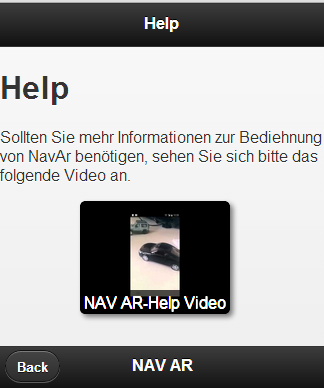 Help
Help
Sollten Sie mehr Informationen zur Bediehnung
von NavAr benötigen, sehen Sie sich bitte das
folgende Video an.
NAV AR-Help Video
Back
NAV AR